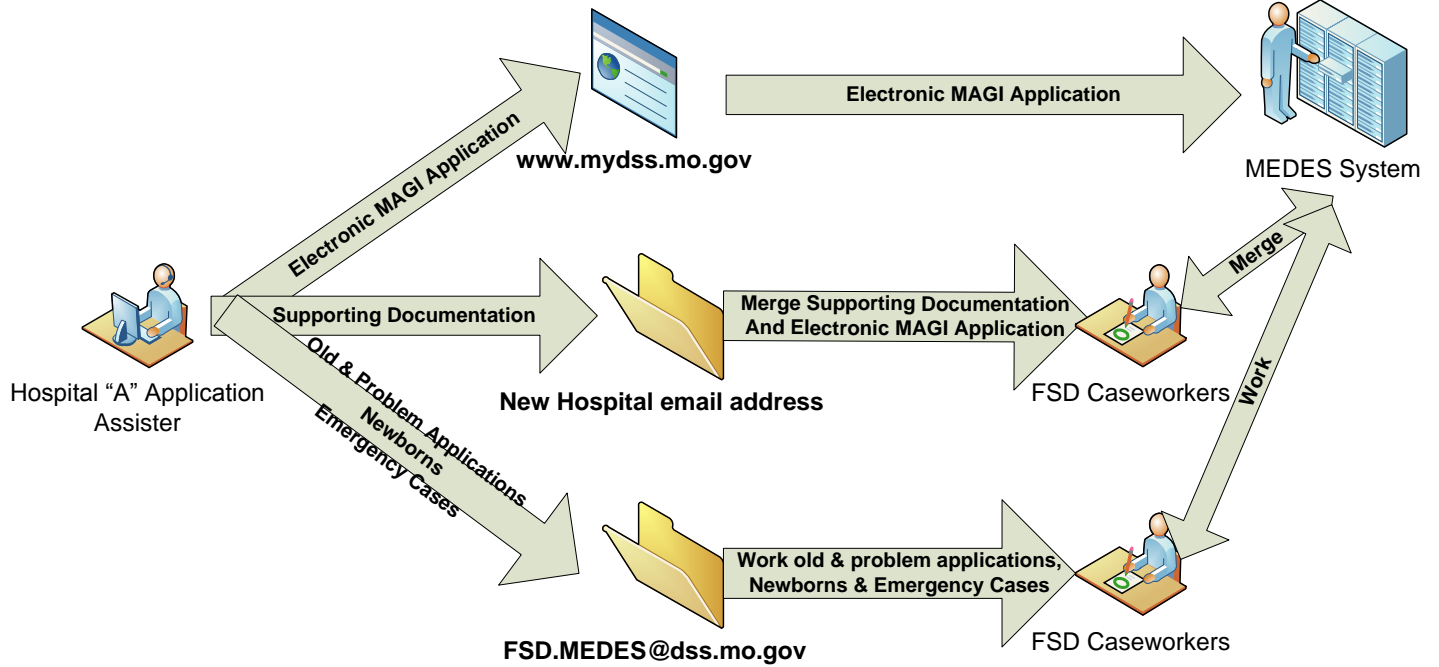 Electronic MAGI Application
www.mydss.mo.gov
Electronic MAGI Application
MEDES System
Hospital “A” Application
Assister
Supporting Documentation
New Hospital email address
Merge Supporting Documentation
And Electronic MAGI Application
FSD Caseworkers
Merge
Work
Old & Problem Applications
Newborns
Emergency Cases
FSD.MEDES@dss.mo.gov
Work old & problem applications,
Newborns & Emergency Cases
FSD Caseworkers